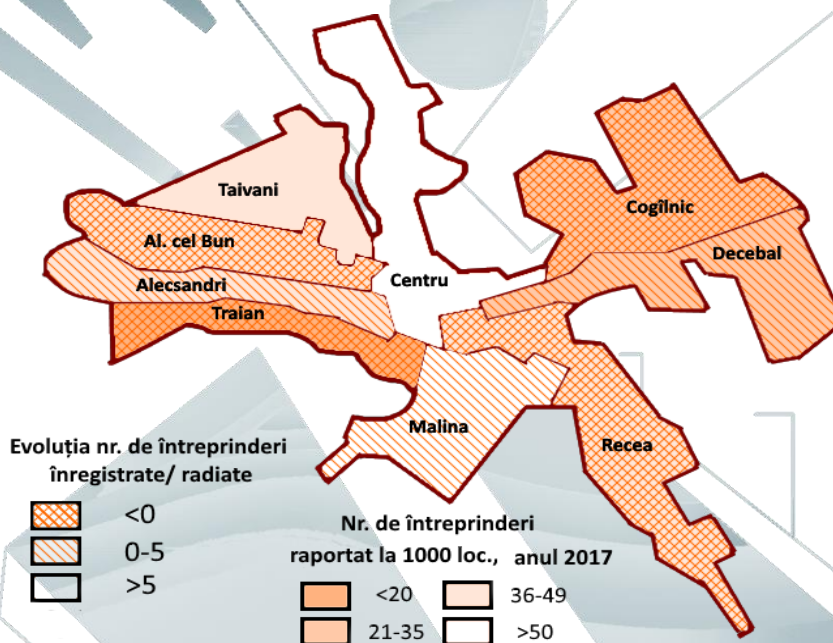 Taivani
Cogîlnic
Al. cel Bun
Decebal
Centru
Alecsandri
Traian
Malina
Recea
Evoluția nr. de întreprinderi
înregistrate/ radiate
<0
0-5
>5
Nr. de întreprinderi
raportat la 1000 loc., anul 2017
<20
36-49
21-35
>50